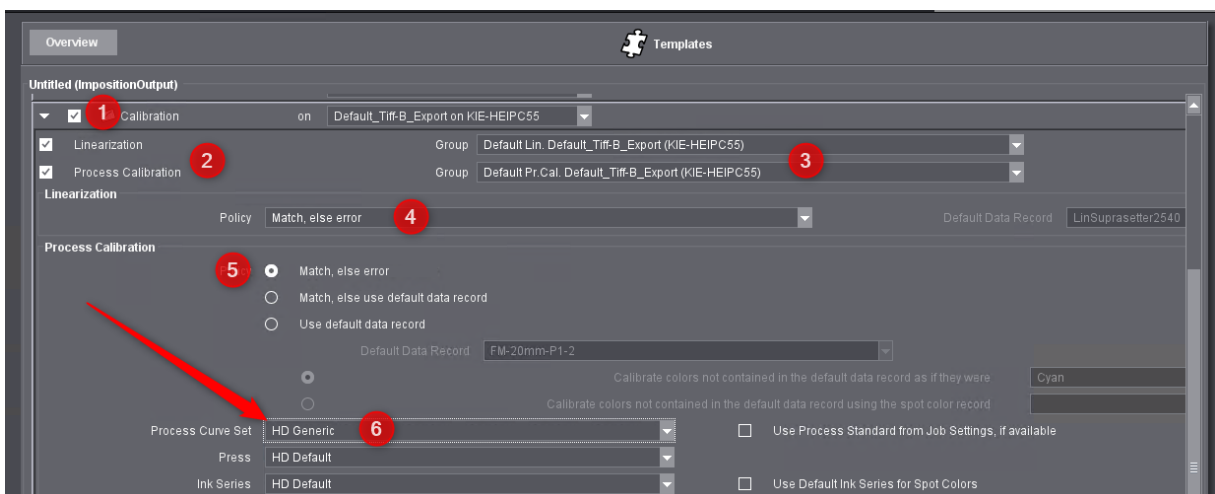 Overview
Templates
Untitled (ImpositionOutput)
1 Calibration on Default_Tiff-B_Export on KIE-HEIPC55
Linearization Group Default Lin. Default_Tiff-B_Export (KIE-HEIPC55)
2 3
Process Calibration Group Default Pr.Cal. Default_Tiff-B_Export (KIE-HEIPC55)
Linearization
Policy Match, else error 4 Default Data Record LinSuprasetter2540
Process Calibration
5 Match, else error
Match, else use default data record
Use default data record
Default Data Record FM-20mm-P1-2
Calibrate colors not contained in the default data record as if they were Cyan
Calibrate colors not contained in the default data record using the spot color record
Process Curve Set HD Generic 6 Use Process Standard from Job Settings, if available
Press HD Default
Ink Series HD Default Use Default Ink Series for Spot Colors